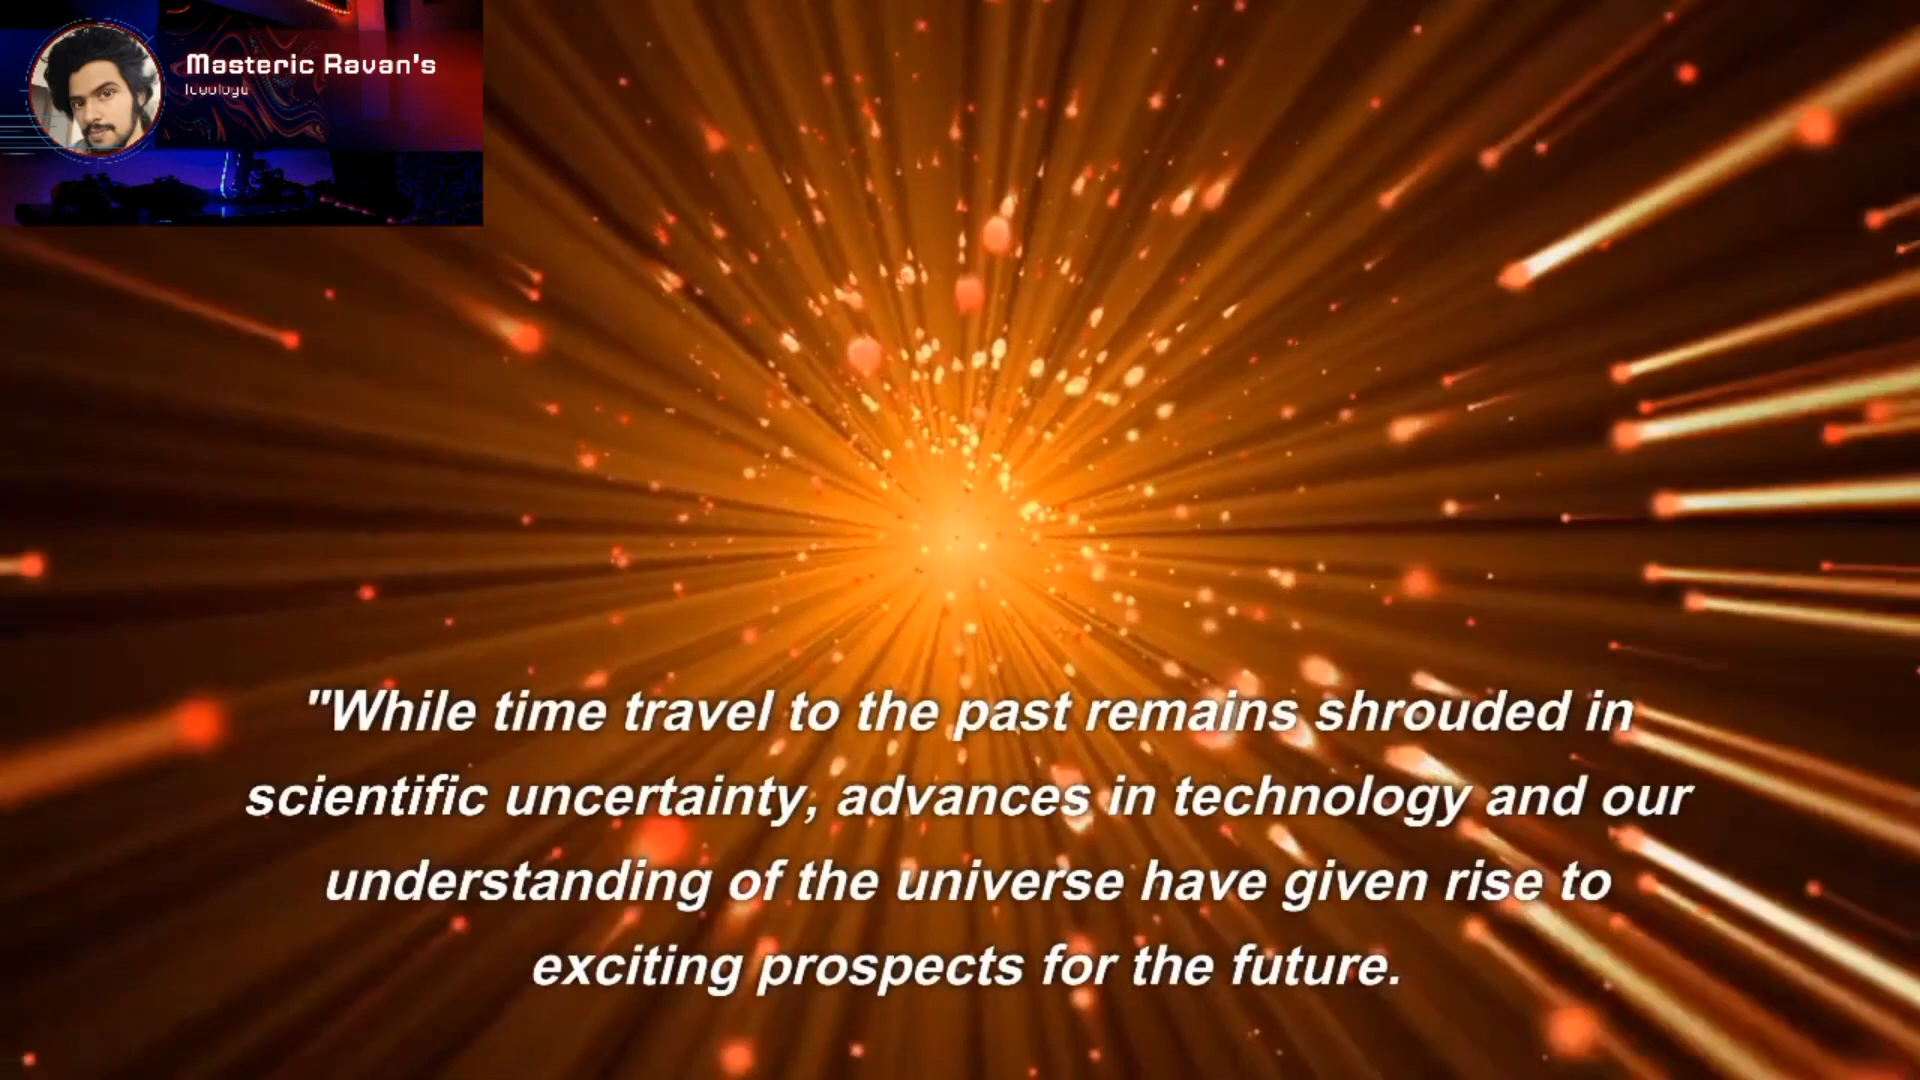 Masteric Ravan's
"While time travel to the past remains shrouded in
scientific uncertainty, advances in technology and our
understanding of the universe have given rise to
exciting prospects for the future.